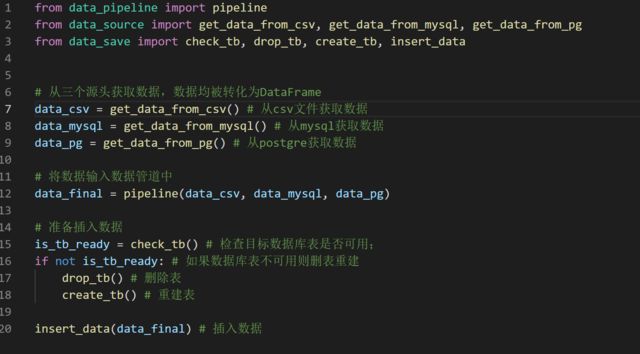 1 from data_pipeline import pipeline
2 from data_source import get_data_from_csv, get_data_from_mysql, get_data_from_pg
3 from data_save import check_tb, drop_tb, create_tb, insert_data
4
5
6 # 从三个源头获取数据，数据均被转化为DataFrame
7 data_csv = get_data_from_csv() # 从csv文件获取数据
8 data_mysql = get_data_from_mysql() # 从mysql获取数据
9 data_pg = get_data_from_pg() # 从postgre获取数据
10
11 # 将数据输入数据管道中
12 data_final = pipeline(data_csv, data_mysql, data_pg)
13
14 # 准备插入数据
15 is_tb_ready = check_tb() # 检查目标数据库表是否可用；
16 if not is_tb_ready: # 如果数据库表不可用则删表重建
17     drop_tb() # 删除表
18     create_tb() # 重建表
19
20 insert_data(data_final) # 插入数据